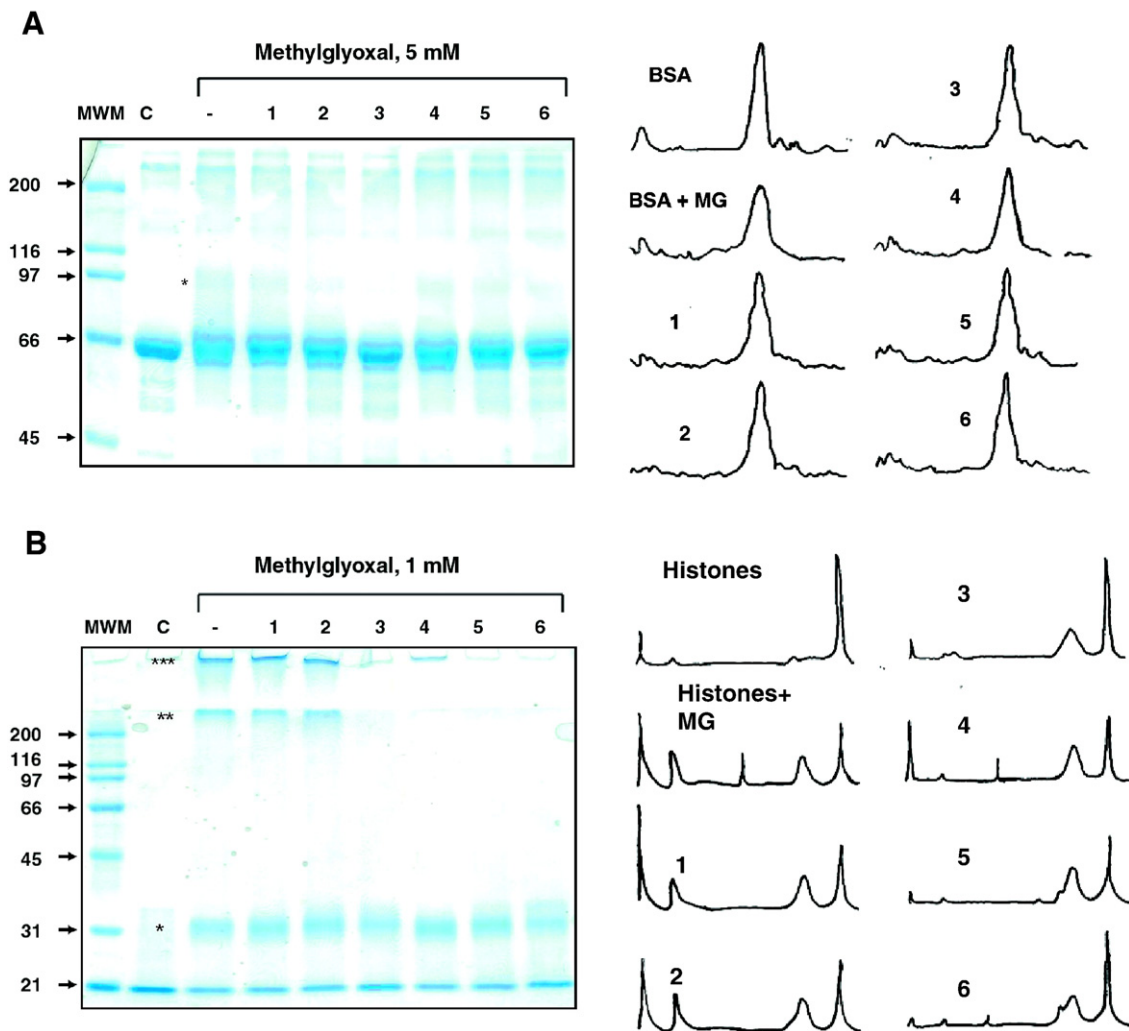 A
Methylglyoxal, 5 mM
MWM C - 1 2 3 4 5 6
200
116
97
*
66
45
BSA
3
BSA + MG
4
1
5
2
6
B
Methylglyoxal, 1 mM
MWM C - 1 2 3 4 5 6
***
**
200
116
97
66
45
31
*
21
Histones
3
Histones+
MG
4
1
5
2
6